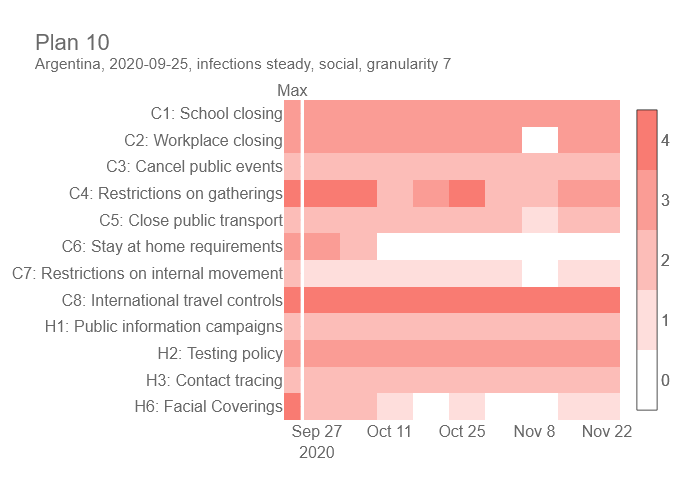 Plan 10
Argentina, 2020-09-25, infections steady, social, granularity 7
Max
C1: School closing
C2: Workplace closing
C3: Cancel public events
C4: Restrictions on gatherings
C5: Close public transport
C6: Stay at home requirements
C7: Restrictions on internal movement
C8: International travel controls
H1: Public information campaigns
H2: Testing policy
H3: Contact tracing
H6: Facial Coverings
4
3
2
1
0
Sep 27 Oct 11 Oct 25 Nov 8 Nov 22
2020